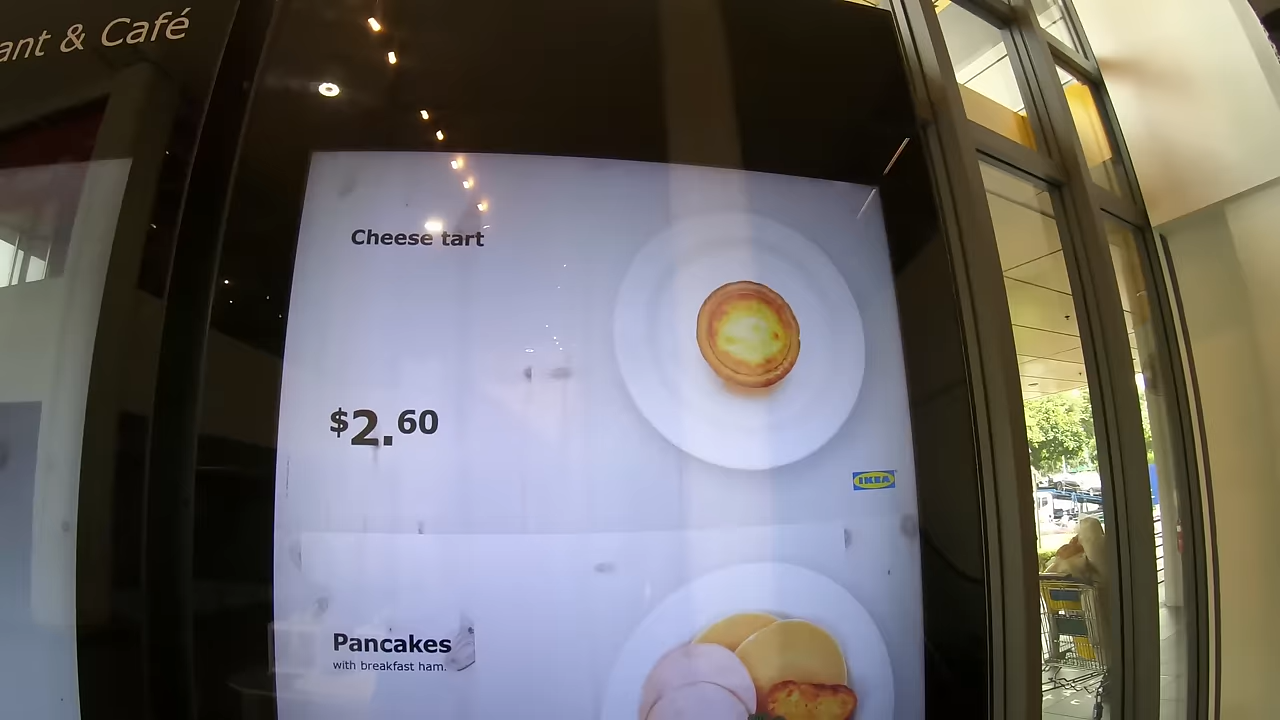 ant & Café
Cheese tart
$2.60
IKEA
Pancakes
with breakfast ham.